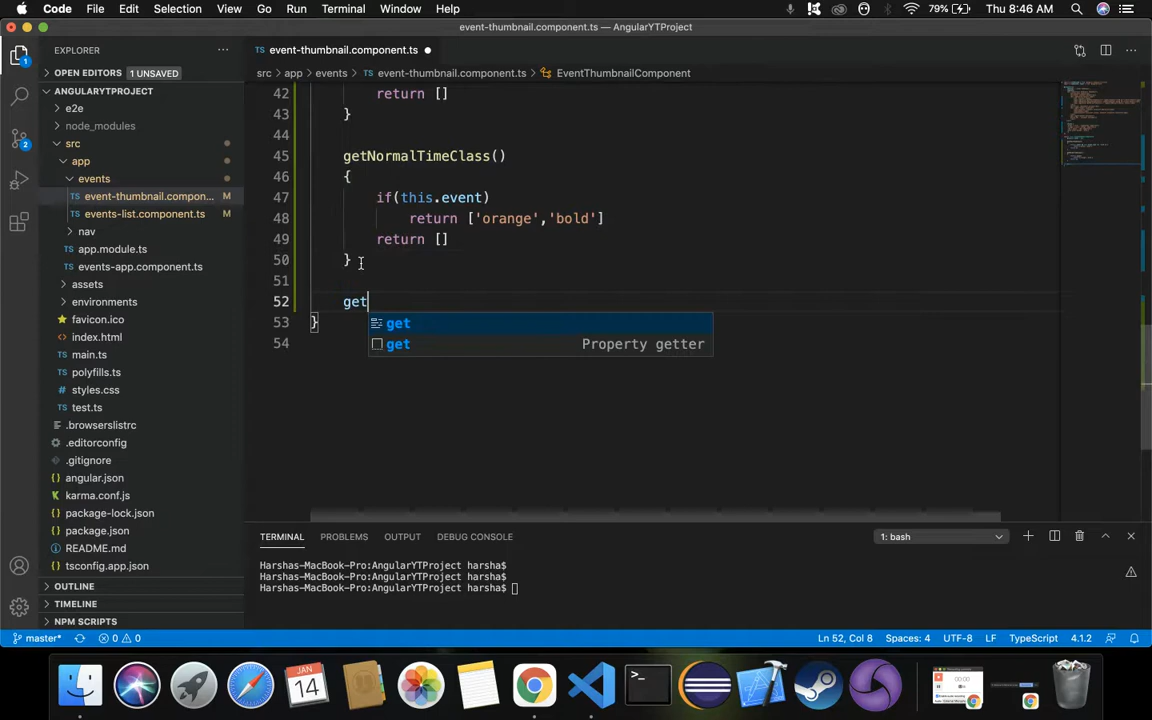 Code File Edit Selection View Go Run Terminal Window Help 79% Thu 8:46 AM
event-thumbnail.component.ts — AngularYTProject
EXPLORER ...
event-thumbnail.component.ts
OPEN EDITORS 1 UNSAVED
src > app > events > TS event-thumbnail.component.ts > EventThumbnailComponent
ANGULARYTPROJECT
e2e
node_modules
src
app
events
TS event-thumbnail.compon... M
TS events-list.component.ts M
nav
TS app.module.ts
TS events-app.component.ts
assets
environments
favicon.ico
index.html
TS main.ts
TS polyfills.ts
styles.css
TS test.ts
.browserslistrc
.editorconfig
.gitignore
angular.json
karma.conf.js
package-lock.json
package.json
README.md
tsconfig.app.json
OUTLINE
TIMELINE
NPM SCRIPTS
42 return []
43 }
44
45 getNormalTimeClass()
46 {
47 if(this.event)
48 return ['orange','bold']
49 return []
50 }
51
52 get
53 }
54
get
get Property getter
TERMINAL PROBLEMS OUTPUT DEBUG CONSOLE 1: bash
Harshas-MacBook-Pro:AngularYTProject harsha$
Harshas-MacBook-Pro:AngularYTProject harsha$
Harshas-MacBook-Pro:AngularYTProject harsha$
master* 0 0 Ln 52, Col 8 Spaces: 4 UTF-8 LF TypeScript 4.1.2
JAN
14